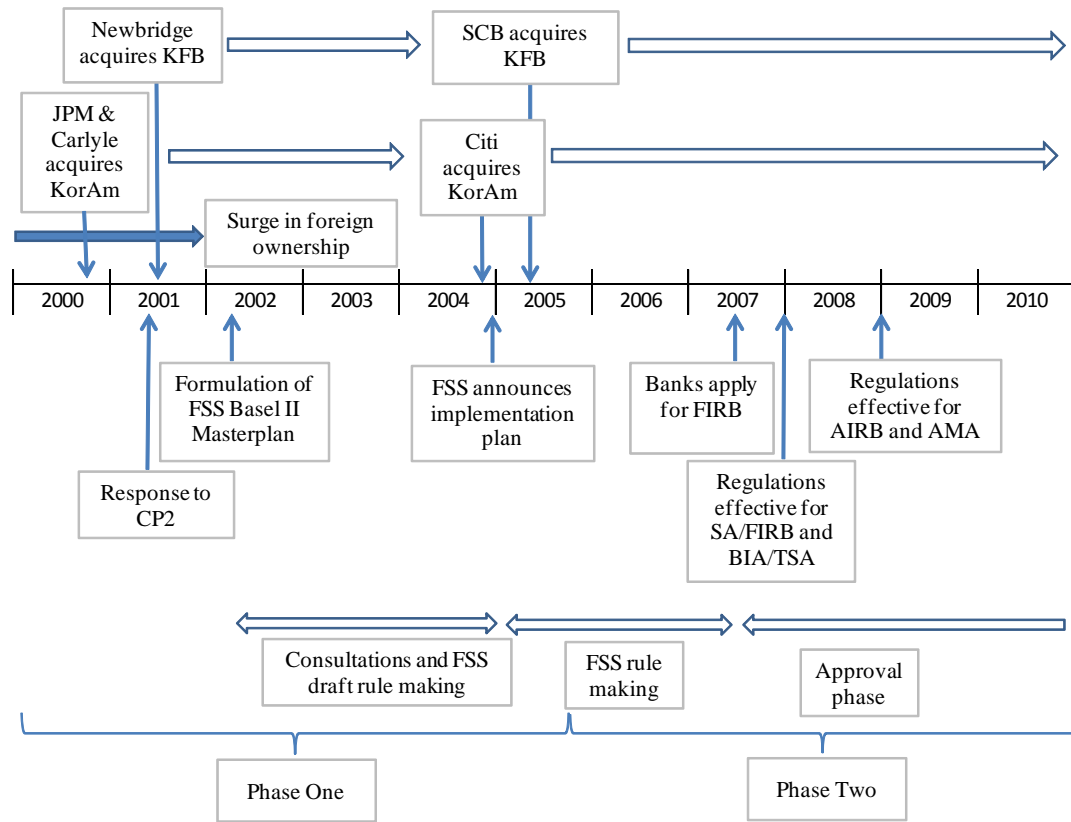 Newbridge
acquires KFB
SCB acquires
KFB
JPM &
Carlyle
acquires
KorAm
Citi
acquires
KorAm
Surge in foreign
ownership
2000 2001 2002 2003 2004 2005 2006 2007 2008 2009 2010
Formulation of
FSS Basel II
Masterplan
FSS announces
implementation
plan
Banks apply
for FIRB
Regulations
effective for
AIRB and AMA
Response to
CP2
Regulations
effective for
SA/FIRB and
BIA/TSA
Consultations and FSS
draft rule making
FSS rule
making
Approval
phase
Phase One
Phase Two